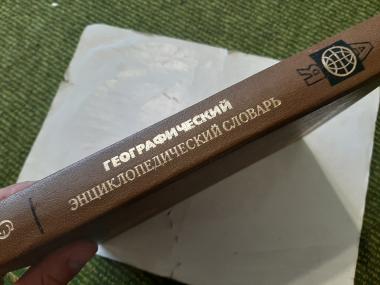 А
Я
ГЕОГРАФИЧЕСКИЙ
ЭНЦИКЛОПЕДИЧЕСКИЙ СЛОВАРЬ